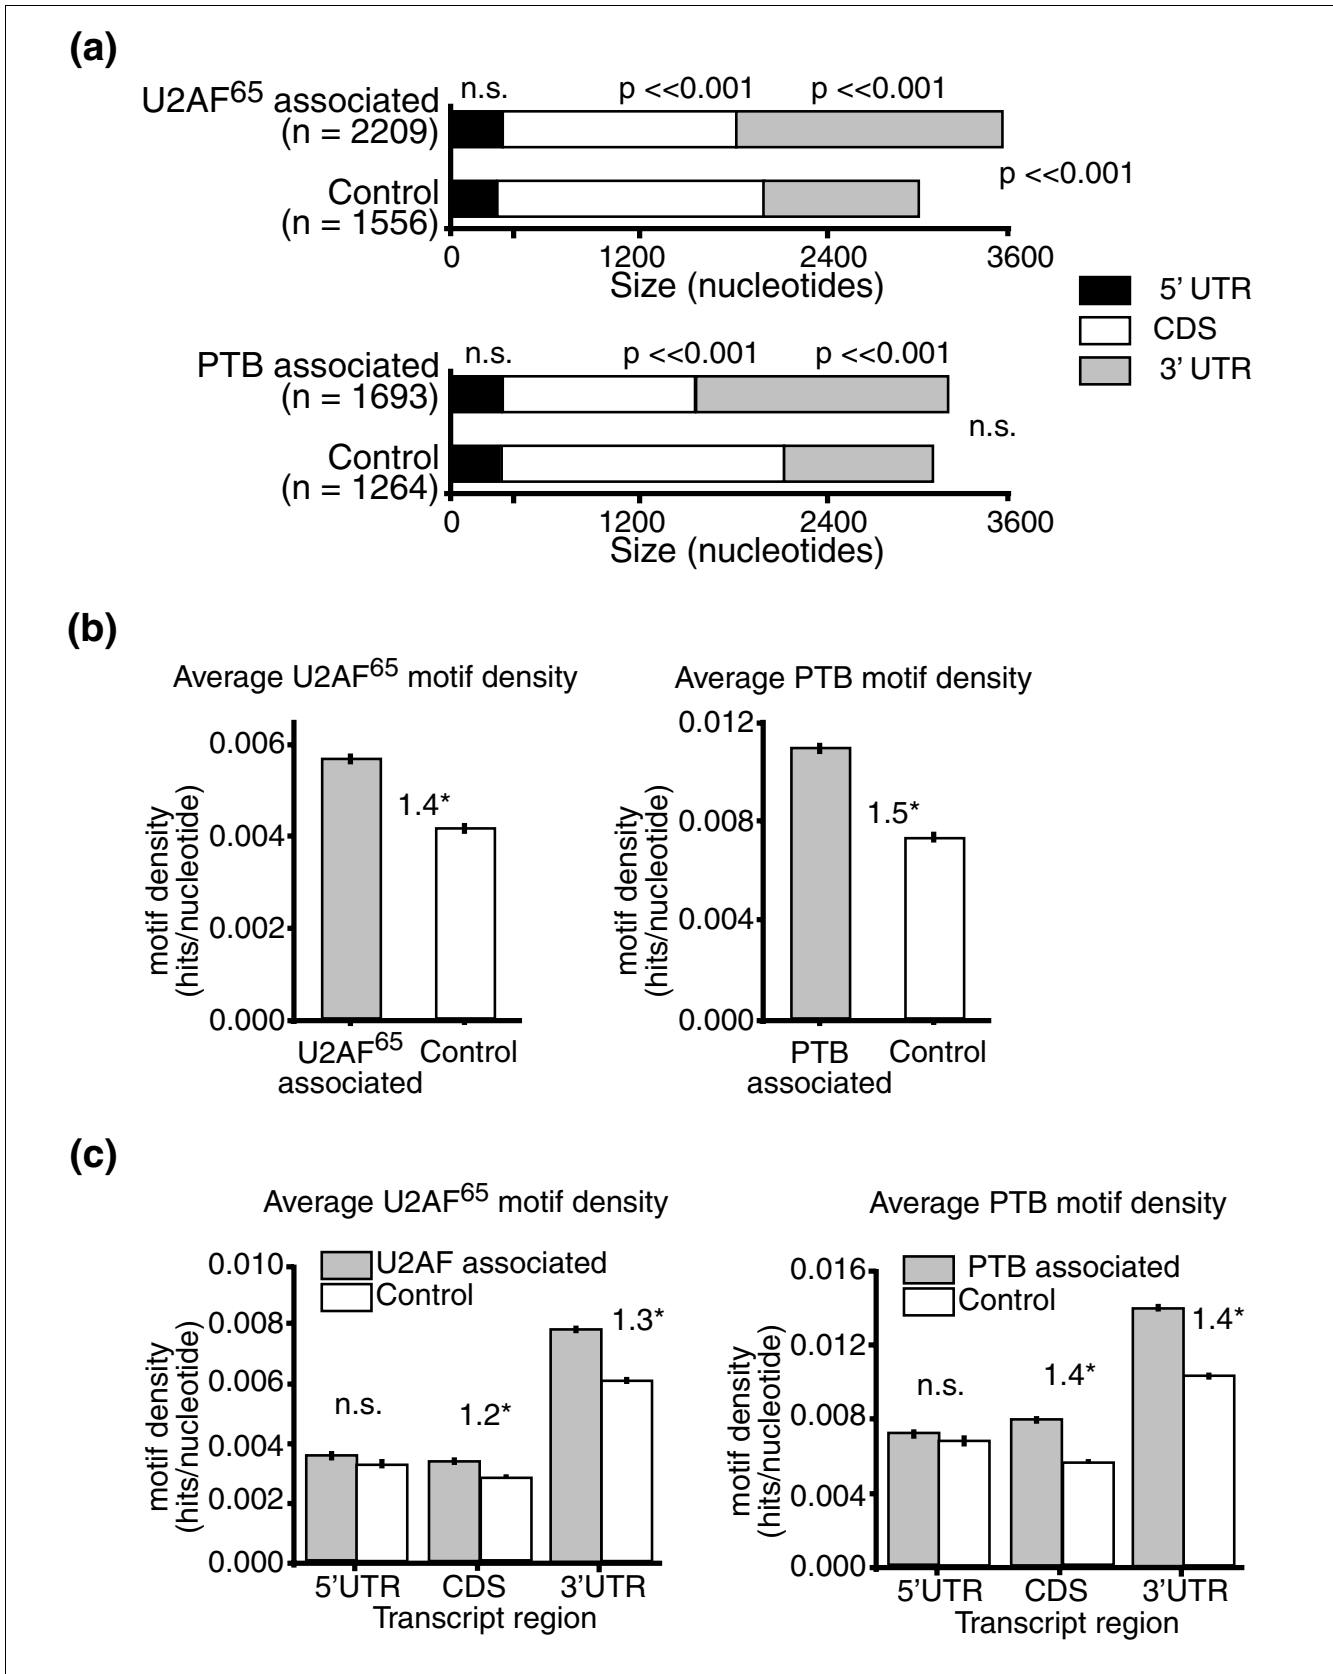 (a)
n.s. p <<0.001 p <<0.001
U2AF65 associated
(n = 2209)
p <<0.001
Control
(n = 1556)
0 1200 2400 3600
Size (nucleotides)
5' UTR
CDS
3' UTR
n.s. p <<0.001 p <<0.001
PTB associated
(n = 1693)
n.s.
Control
(n = 1264)
0 1200 2400 3600
Size (nucleotides)
(b)
Average U2AF65 motif density
motif density
(hits/nucleotide)
0.006
0.004
0.002
0.000
1.4*
U2AF65
associated
Control
Average PTB motif density
motif density
(hits/nucleotide)
0.012
0.008
0.004
0.000
1.5*
PTB
associated
Control
(c)
Average U2AF65 motif density
motif density
(hits/nucleotide)
0.010
0.008
0.006
0.004
0.002
0.000
U2AF associated
Control
n.s.
1.2*
1.3*
5'UTR CDS 3'UTR
Transcript region
Average PTB motif density
motif density
(hits/nucleotide)
0.016
0.012
0.008
0.004
0.000
PTB associated
Control
n.s.
1.4*
1.4*
5'UTR CDS 3'UTR
Transcript region